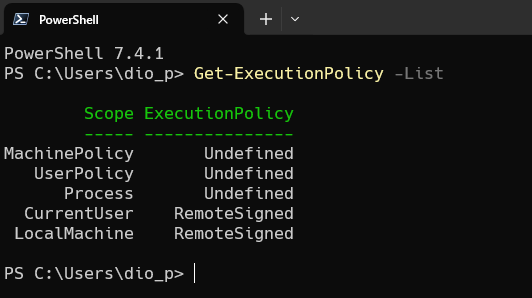 PowerShell
PowerShell 7.4.1
PS C:\Users\dio_p> Get-ExecutionPolicy -List
Scope ExecutionPolicy
----- ---------------
MachinePolicy Undefined
UserPolicy Undefined
Process Undefined
CurrentUser RemoteSigned
LocalMachine RemoteSigned
PS C:\Users\dio_p>